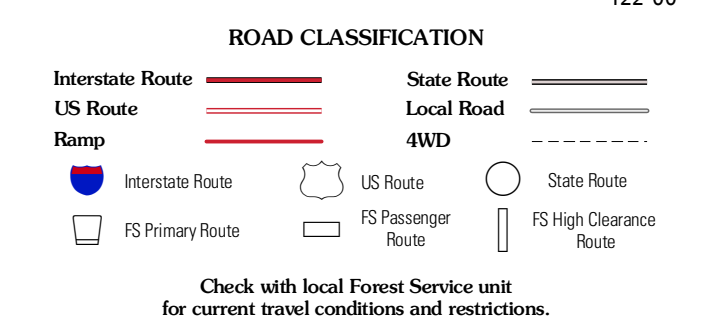 ROAD CLASSIFICATION
Interstate Route
State Route
US Route
Local Road
Ramp
4WD
Interstate Route
US Route
State Route
FS Primary Route
FS Passenger
Route
FS High Clearance
Route
Check with local Forest Service unit
for current travel conditions and restrictions.